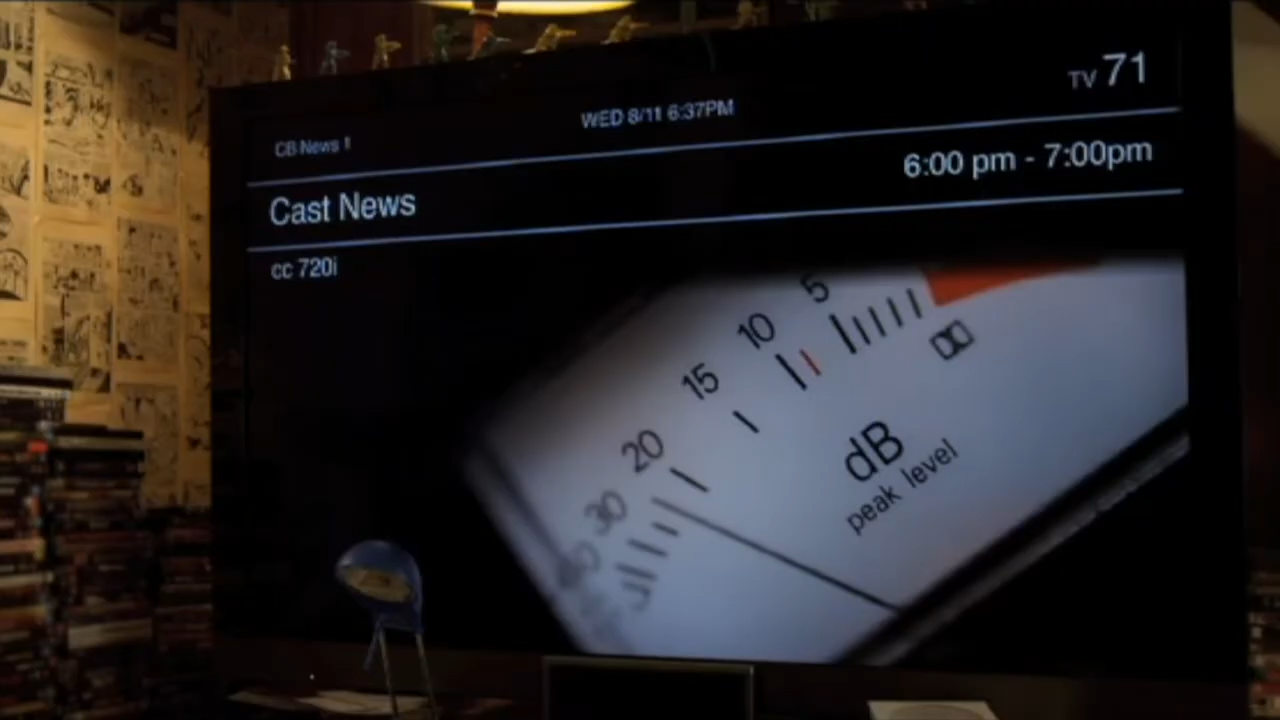 TV 71
WED 8/11 6:37PM
CB News 1
6:00 pm - 7:00pm
Cast News
cc 720i
5
10
15
20
30
dB
peak level